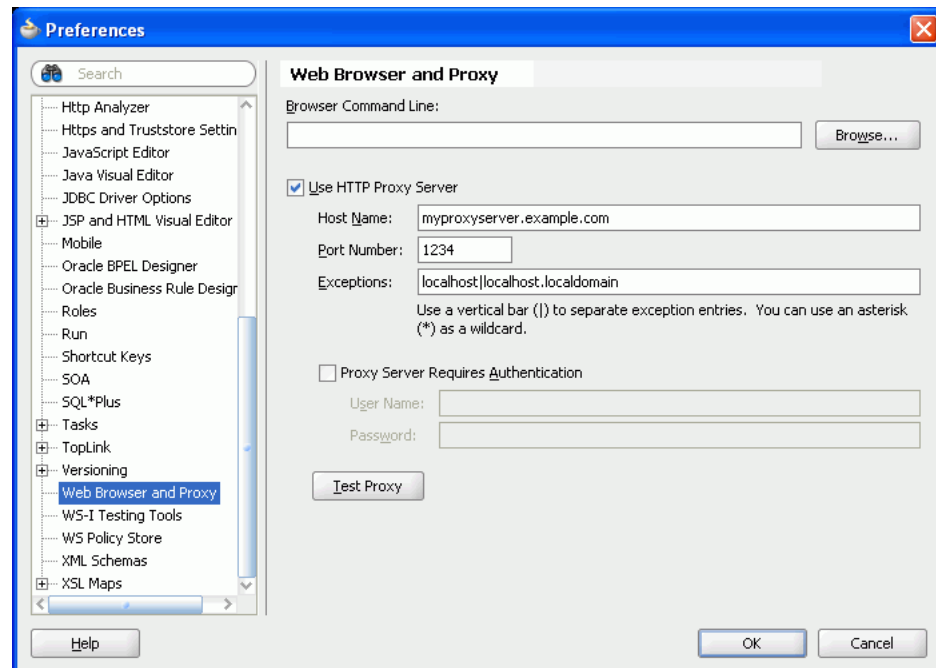 Preferences
Search
Http Analyzer
Https and Truststore Settin
JavaScript Editor
Java Visual Editor
JDBC Driver Options
JSP and HTML Visual Editor
Mobile
Oracle BPEL Designer
Oracle Business Rule Desigr
Roles
Run
Shortcut Keys
SOA
SQL*Plus
Tasks
TopLink
Versioning
Web Browser and Proxy
WS-I Testing Tools
WS Policy Store
XML Schemas
XSL Maps
Web Browser and Proxy
Browser Command Line:
Browse...
Use HTTP Proxy Server
Host Name: myproxyserver.example.com
Port Number: 1234
Exceptions: localhost|localhost.localdomain
Use a vertical bar (|) to separate exception entries. You can use an asterisk
(*) as a wildcard.
Proxy Server Requires Authentication
User Name:
Password:
Test Proxy
Help
OK
Cancel